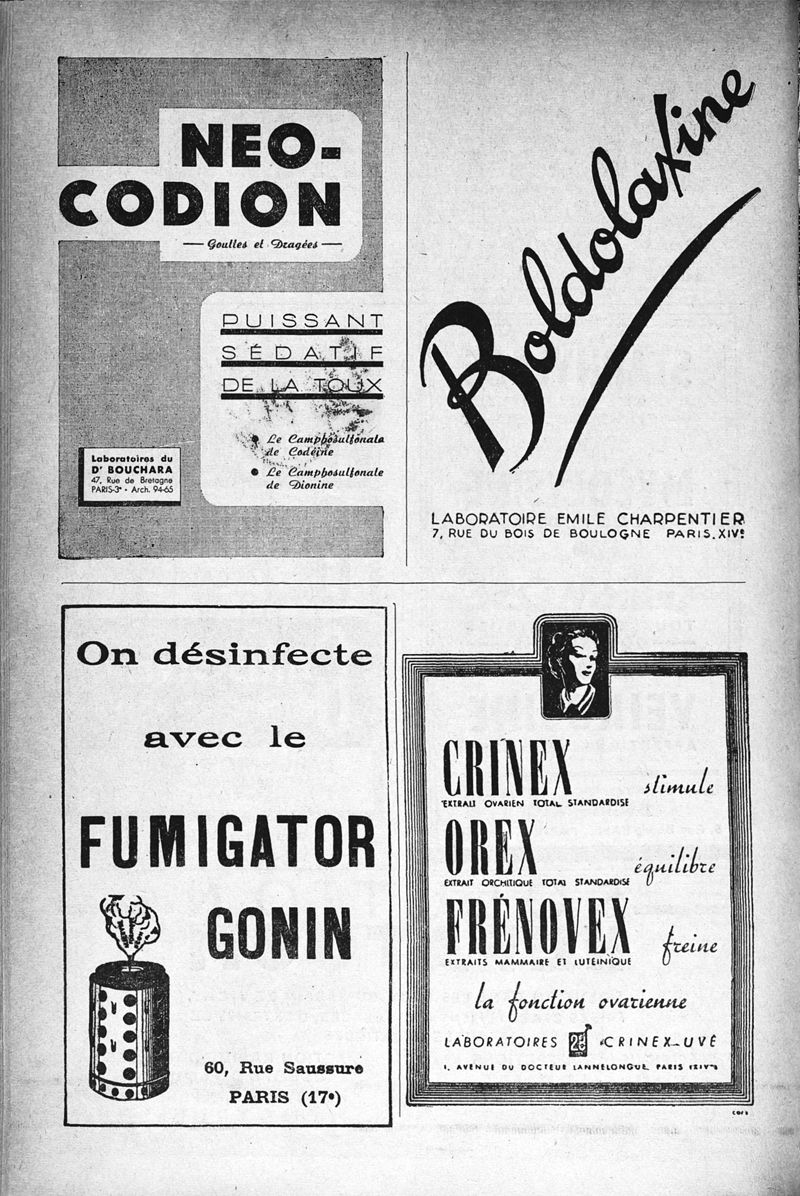 NEO-
CODION
Gouttes et Dragées
PUISSANT
SÉDATIF
DE LA TOUX
Le Camphosulfonate
de Codéine
Le Camphosulfonate
de Dionine
Laboratoires du
Dr BOUCHARA
47, Rue de Bretagne
PARIS-3e - Arch. 94-65
Boldolaxine
LABORATOIRE EMILE CHARPENTIER
7, RUE DU BOIS DE BOULOGNE PARIS. XIVe
On désinfecte
avec le
FUMIGATOR
GONIN
60, Rue Saussure
PARIS (17e)
CRINEX stimule
EXTRAIT OVARIEN TOTAL STANDARDISÉ
OREX équilibre
EXTRAIT ORCHITIQUE TOTAL STANDARDISÉ
FRÉNOVEX freine
EXTRAITS MAMMAIRE ET LUTÉINIQUE
la fonction ovarienne
LABORATOIRES CRINEX-UVÉ
1, AVENUE DU DOCTEUR LANNELONGUE. PARIS (XIVe)